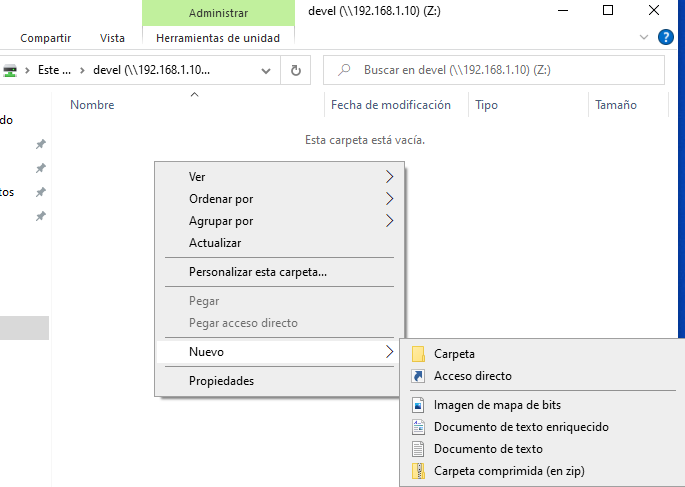 Administrar
devel (\\192.168.1.10) (Z:)
Compartir
Vista
Herramientas de unidad
?
Este ...
devel (\\192.168.1.10...
Buscar en devel (\\192.168.1.10) (Z:)
Nombre
Fecha de modificación
Tipo
Tamaño
do
tos
Esta carpeta está vacía.
Ver
Ordenar por
Agrupar por
Actualizar
Personalizar esta carpeta...
Pegar
Pegar acceso directo
Nuevo
Propiedades
Carpeta
Acceso directo
Imagen de mapa de bits
Documento de texto enriquecido
Documento de texto
Carpeta comprimida (en zip)